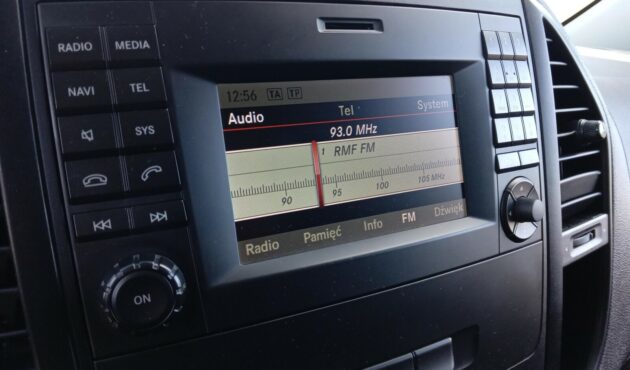 RADIO MEDIA
NAVI TEL
SYS
ON
12:56 TA TP
Audio Tel System
93.0 MHz
1 RMF FM
90 95 100 105 MHz
Radio Pamięć Info FM Dźwięk